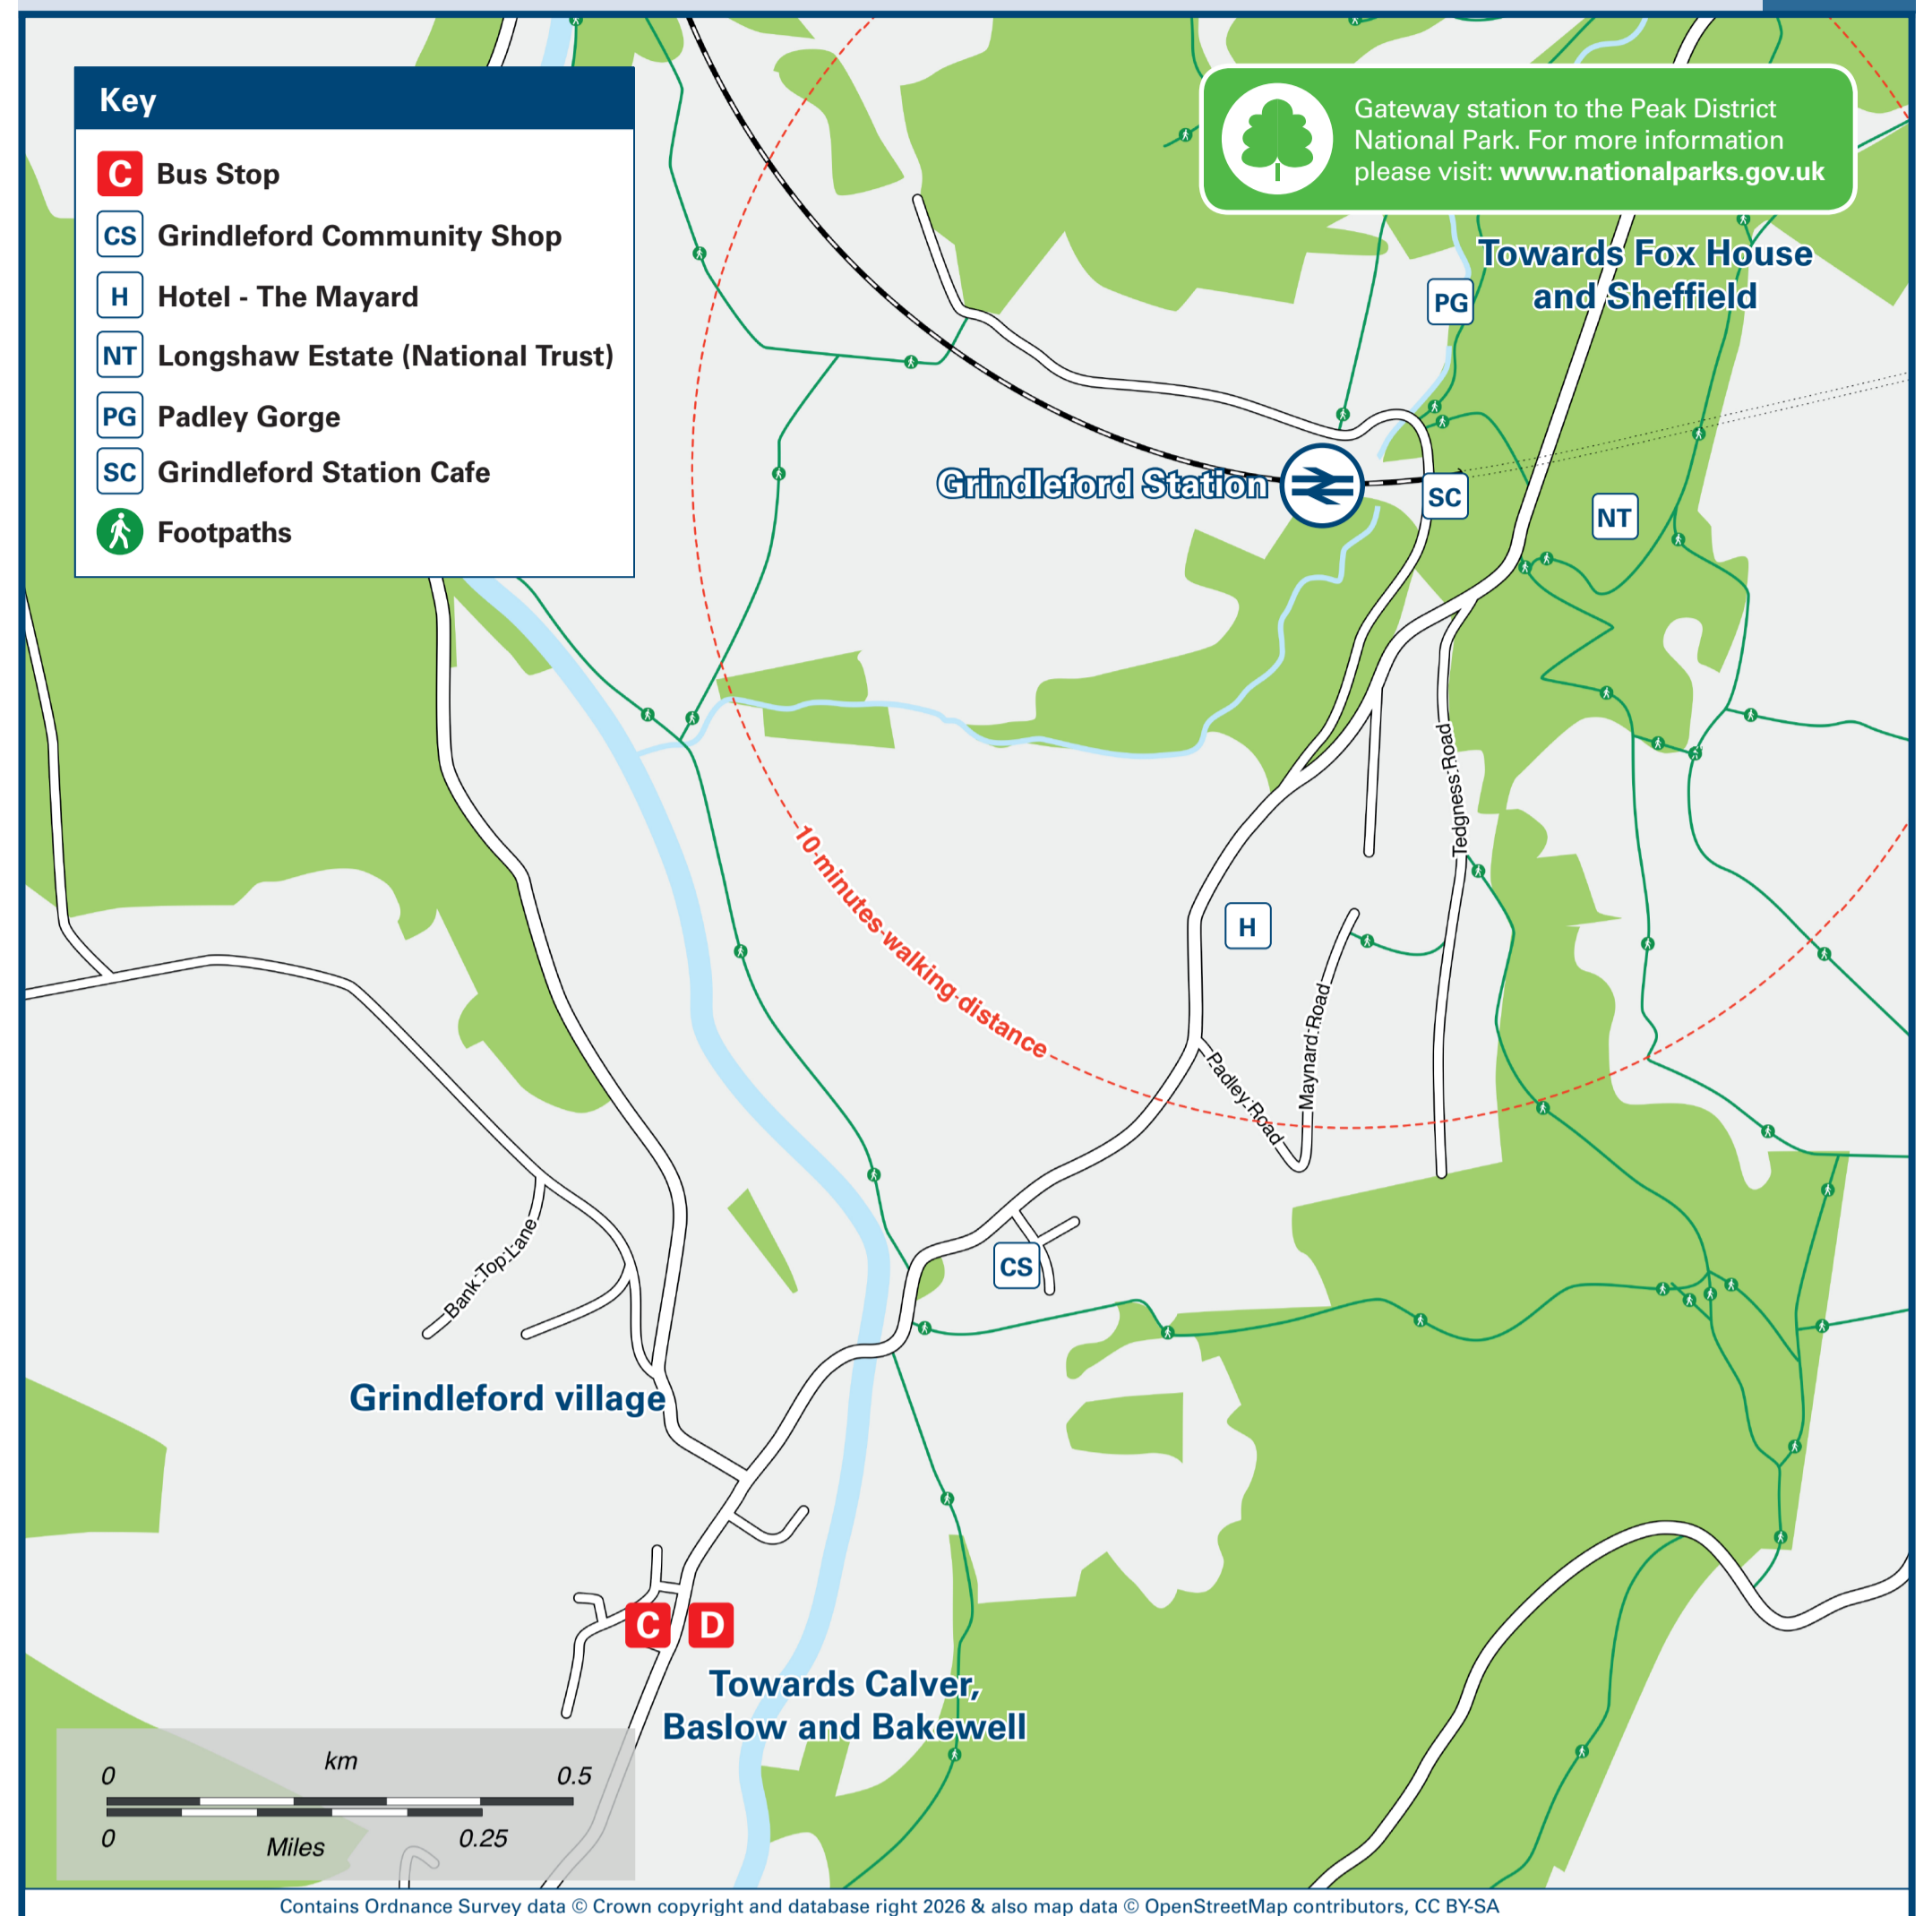 Key
C Bus Stop
CS Grindleford Community Shop
H Hotel - The Mayard
NT Longshaw Estate (National Trust)
PG Padley Gorge
SC Grindleford Station Cafe
Footpaths
Gateway station to the Peak District
National Park. For more information
please visit: www.nationalparks.gov.uk
Towards Fox House
and Sheffield
PG
Grindleford Station
SC
NT
Tedgness Road
10 minutes walking distance
H
Maynard Road
Padley Road
CS
Bank Top Lane
Grindleford village
C
D
Towards Calver,
Baslow and Bakewell
km
0 0.5
0 0.25
Miles
Contains Ordnance Survey data © Crown copyright and database right 2026 & also map data © OpenStreetMap contributors, CC BY-SA